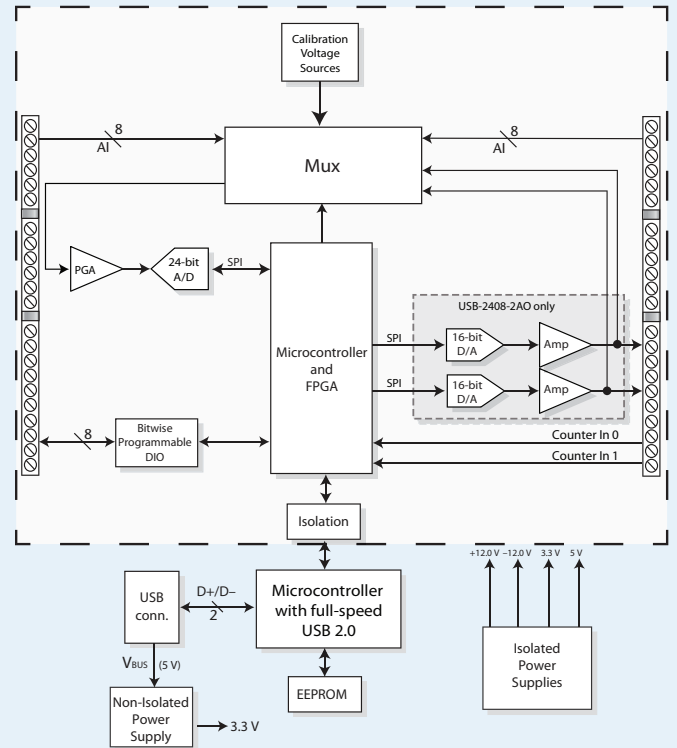 Calibration
Voltage
Sources
8
AI
Mux
8
AI
PGA
24-bit
A/D
SPI
Microcontroller
and
FPGA
USB-2408-2AO only
SPI
16-bit
D/A
Amp
SPI
16-bit
D/A
Amp
8
Bitwise
Programmable
DIO
Counter In 0
Counter In 1
Isolation
+12.0 V –12.0 V 3.3 V 5 V
USB
conn.
D+/D–
2
Microcontroller
with full-speed
USB 2.0
Isolated
Power
Supplies
VBUS (5 V)
EEPROM
Non-Isolated
Power
Supply
3.3 V